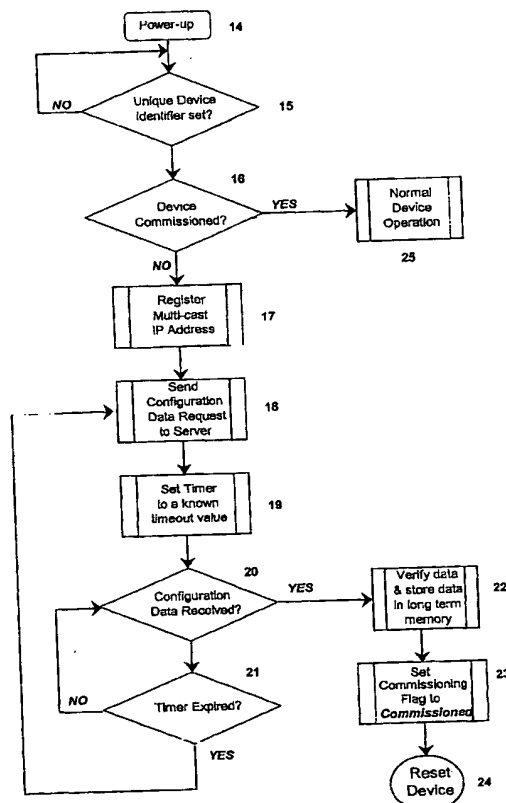 Power-up
14
NO
Unique Device
Identifier set?
15
16
Device
Commissioned?
YES
Normal
Device
Operation
25
NO
Register
Multi-cast
IP Address
17
Send
Configuration
Data Request
to Server
18
Set Timer
to a known
timeout value
19
20
Configuration
Data Received?
YES
Verify data
& store data
in long term
memory
22
21
NO
Timer Expired?
YES
Set
Commissioning
Flag to
Commissioned
23
Reset
Device
24